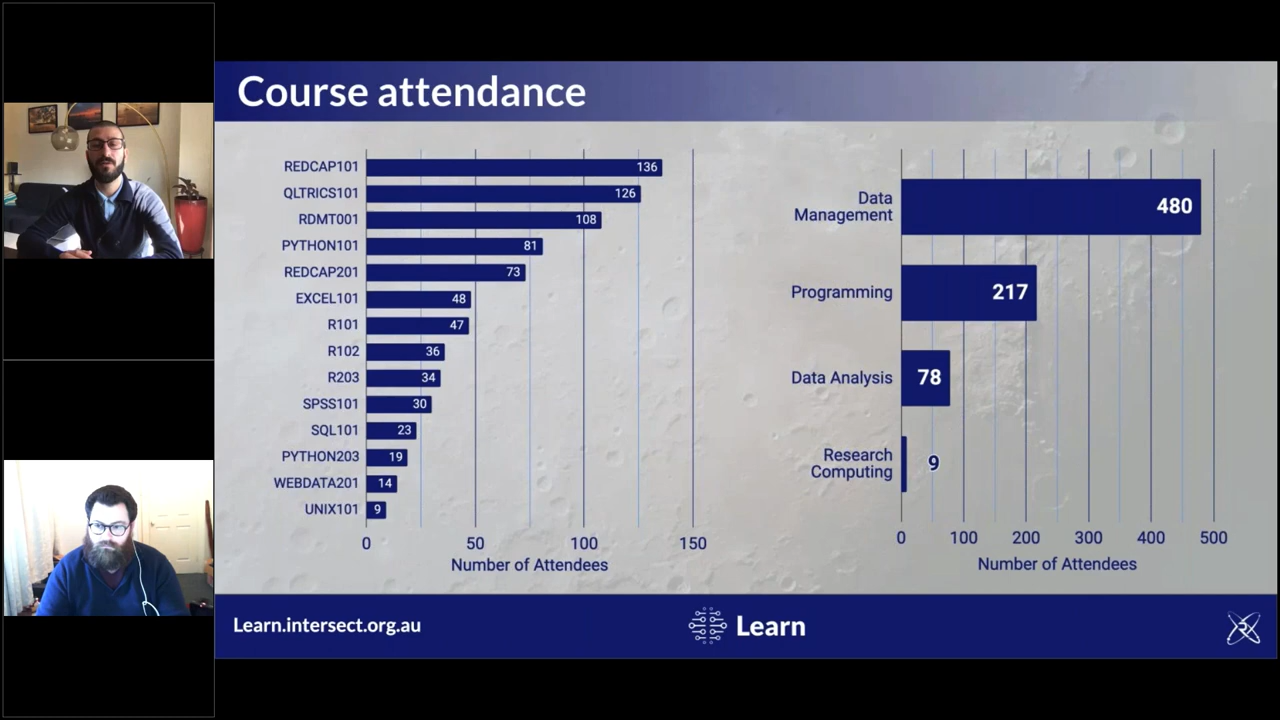 Course attendance
REDCAP101 136
QLTRICS101 126
RDMT001 108
PYTHON101 81
REDCAP201 73
EXCEL101 48
R101 47
R102 36
R203 34
SPSS101 30
SQL101 23
PYTHON203 19
WEBDATA201 14
UNIX101 9
0 50 100 150
Number of Attendees
Data
Management 480
Programming 217
Data Analysis 78
Research
Computing 9
0 100 200 300 400 500
Number of Attendees
Learn.intersect.org.au
Learn